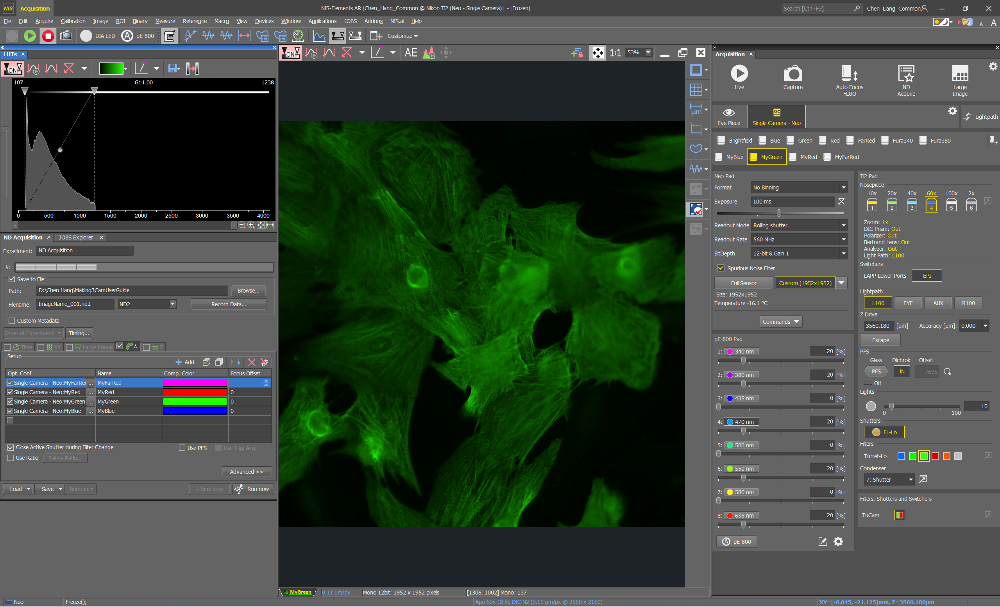 NIS Acquisition NIS-Elements AR [Chen_Liang_Common @ Nikon Ti2 (Neo - Single Camera)] - [Frozen] Search [Ctrl+F3] Chen_Liang_Common
File Edit Acquire Calibration Image ROI Binary Measure Reference Macro View Devices Window Applications JOBS Addons NIS.ai Help A A
DIA LED A pE-800 Customize
LUTs
ON
107 G: 1.00 1238
0 500 1000 1500 2000 2500 3000 3500 4000
ND Acquisition JOBS Explorer
Experiment: ND Acquisition
λ:
Save to File
Path: D:\Chen Liang\Making3CamUserGuide Browse...
Filename: ImageName_001.nd2 ND2 Record Data...
Custom Metadata
Order of Experiment Timing...
Time XY Large Image λ Z
Setup
Add
Opt. Conf. Name Comp. Color Focus Offset
Single Camera - Neo:MyFarRed ... MyFarRed
Single Camera - Neo:MyRed ... MyRed 0
Single Camera - Neo:MyGreen ... MyGreen 0
Single Camera - Neo:MyBlue ... MyBlue 0
Close Active Shutter during Filter Change Use PFS Use Trig. Acq.
Use Ratio Define Ratio...
Advanced >>
Load Save Remove 1 time loop Run now
ON AE 1:1 53%
µm
MyGreen 0.11 µm/px Mono 12bit: 1952 x 1952 pixels [1306, 1002] Mono: 137
Acquisition
Live Capture Auto Focus FLUO ND Acquire Large Image
Eye Piece OC Single Camera - Neo Lightpath
Brightfield Blue Green Red FarRed Fura340 Fura380
MyBlue MyGreen MyRed MyFarRed
Neo Pad
Format No Binning
Exposure 100 ms
Readout Mode Rolling shutter
Readout Rate 560 MHz
BitDepth 12-bit & Gain 1
Spurious Noise Filter
Full Sensor Custom (1952x1952)
Size: 1952x1952
Temperature -16.1 °C
Commands
pE-800 Pad
1: 340 nm 20 [%]
2: 380 nm 20 [%]
3: 435 nm 0 [%]
4: 470 nm 20 [%]
5: 500 nm 0 [%]
6: 550 nm 20 [%]
7: 580 nm 0 [%]
8: 635 nm 20 [%]
A pE-800
Ti2 Pad
Nosepiece
10x 20x 40x 60x 100x 2x
1 2 3 4 5 6
Zoom: 1x
DIC Prism: Out
Polarizer: Out
Bertrand Lens: Out
Analyzer: Out
Light Path: L100
Switchers
LAPP Lower Ports EPI
Lightpath
L100 EYE AUX R100
Z Drive
3560.180 [µm] Accuracy [µm]: 0.000
Escape
PFS
Glass Dichroic Offset
PFS IN 7695
Off
Lights
10
0 100
Shutters
FL-Lo
Filters
Turret-Lo
Condenser
7: Shutter
Filters, Shutters and Switchers
TuCam
Neo Freeze(); Apo 60x Oil λS DIC N2 (0.11 µm/px @ 2560 x 2160) XY=[-6.045, -21.125]mm, Z=3560.180µm